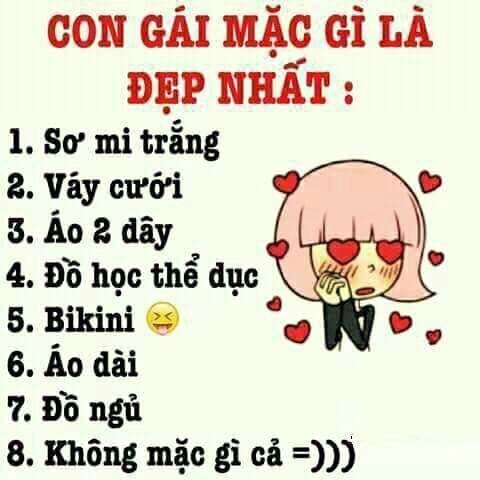 CON GÁI MẶC GÌ LÀ
ĐẸP NHẤT :
1. Sơ mi trắng
2. Váy cưới
3. Áo 2 dây
4. Đồ học thể dục
5. Bikini 😝
6. Áo dài
7. Đồ ngủ
8. Không mặc gì cả =)))